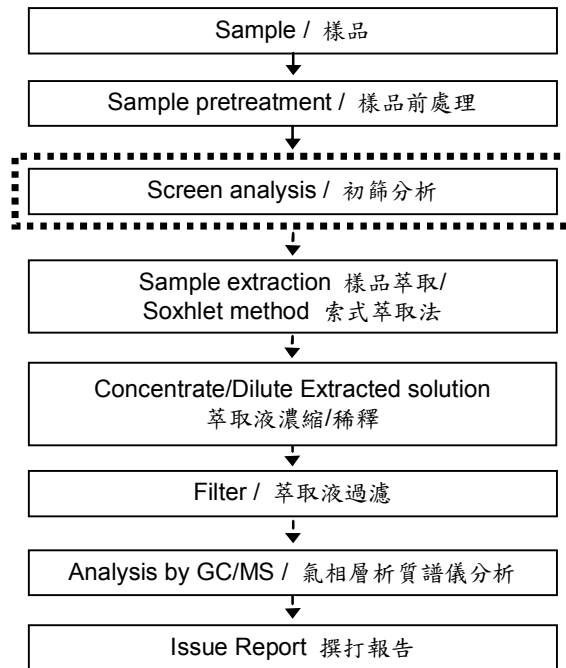 Sample / 樣品
Sample pretreatment / 樣品前處理
Screen analysis / 初篩分析
Sample extraction 樣品萃取/
Soxhlet method 索式萃取法
Concentrate/Dilute Extracted solution
萃取液濃縮/稀釋
Filter / 萃取液過濾
Analysis by GC/MS / 氣相層析質譜儀分析
Issue Report 撰打報告